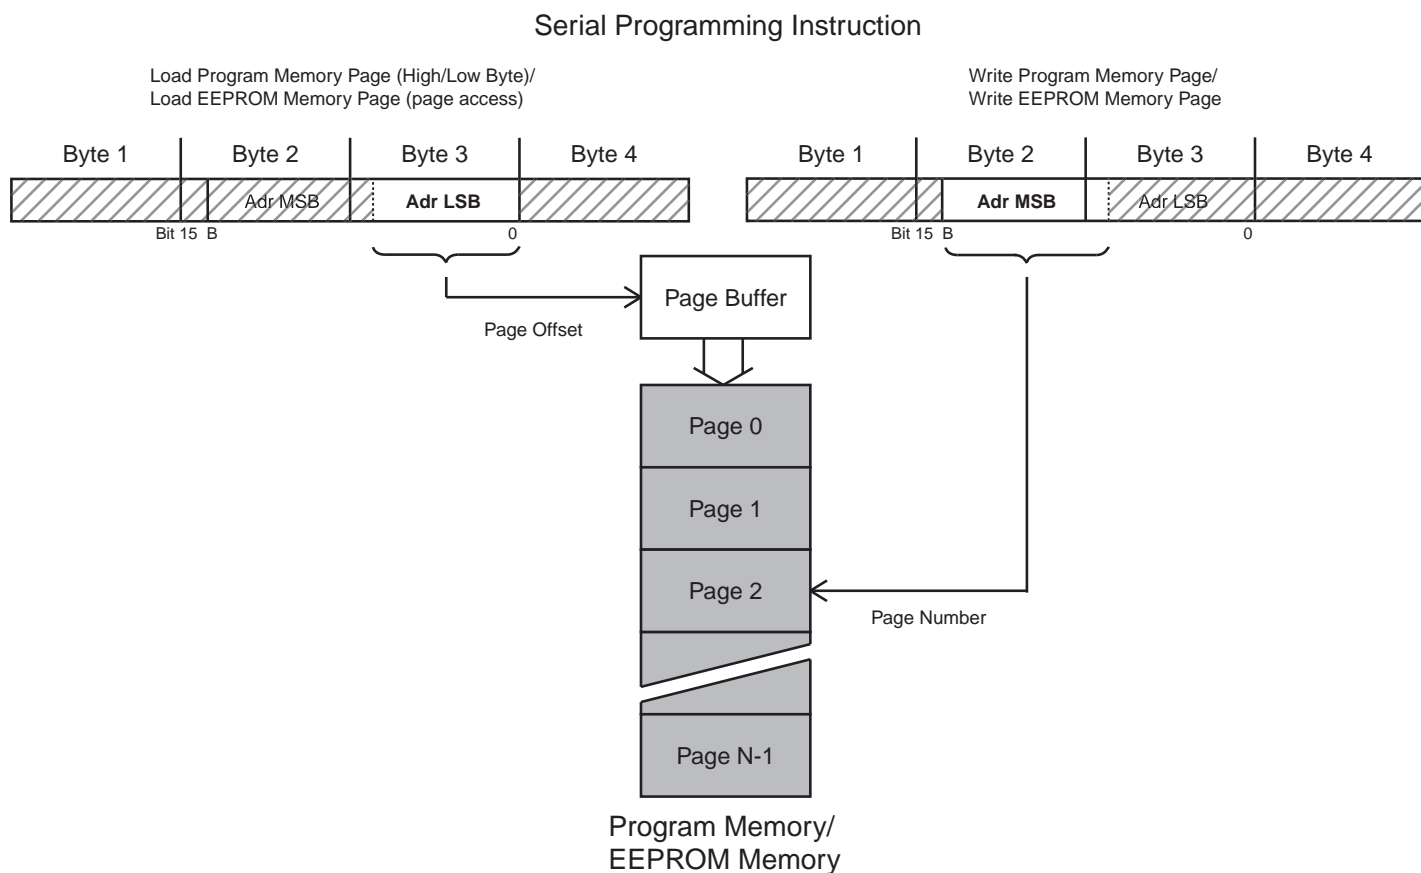 Serial Programming Instruction
Load Program Memory Page (High/Low Byte)/
Load EEPROM Memory Page (page access)
Write Program Memory Page/
Write EEPROM Memory Page
Byte 1 Byte 2 Byte 3 Byte 4
Byte 1 Byte 2 Byte 3 Byte 4
Adr MSB Adr LSB
Adr MSB Adr LSB
Bit 15 B 0
Bit 15 B 0
Page Buffer
Page Offset
Page 0
Page 1
Page 2
Page Number
Page N-1
Program Memory/
EEPROM Memory